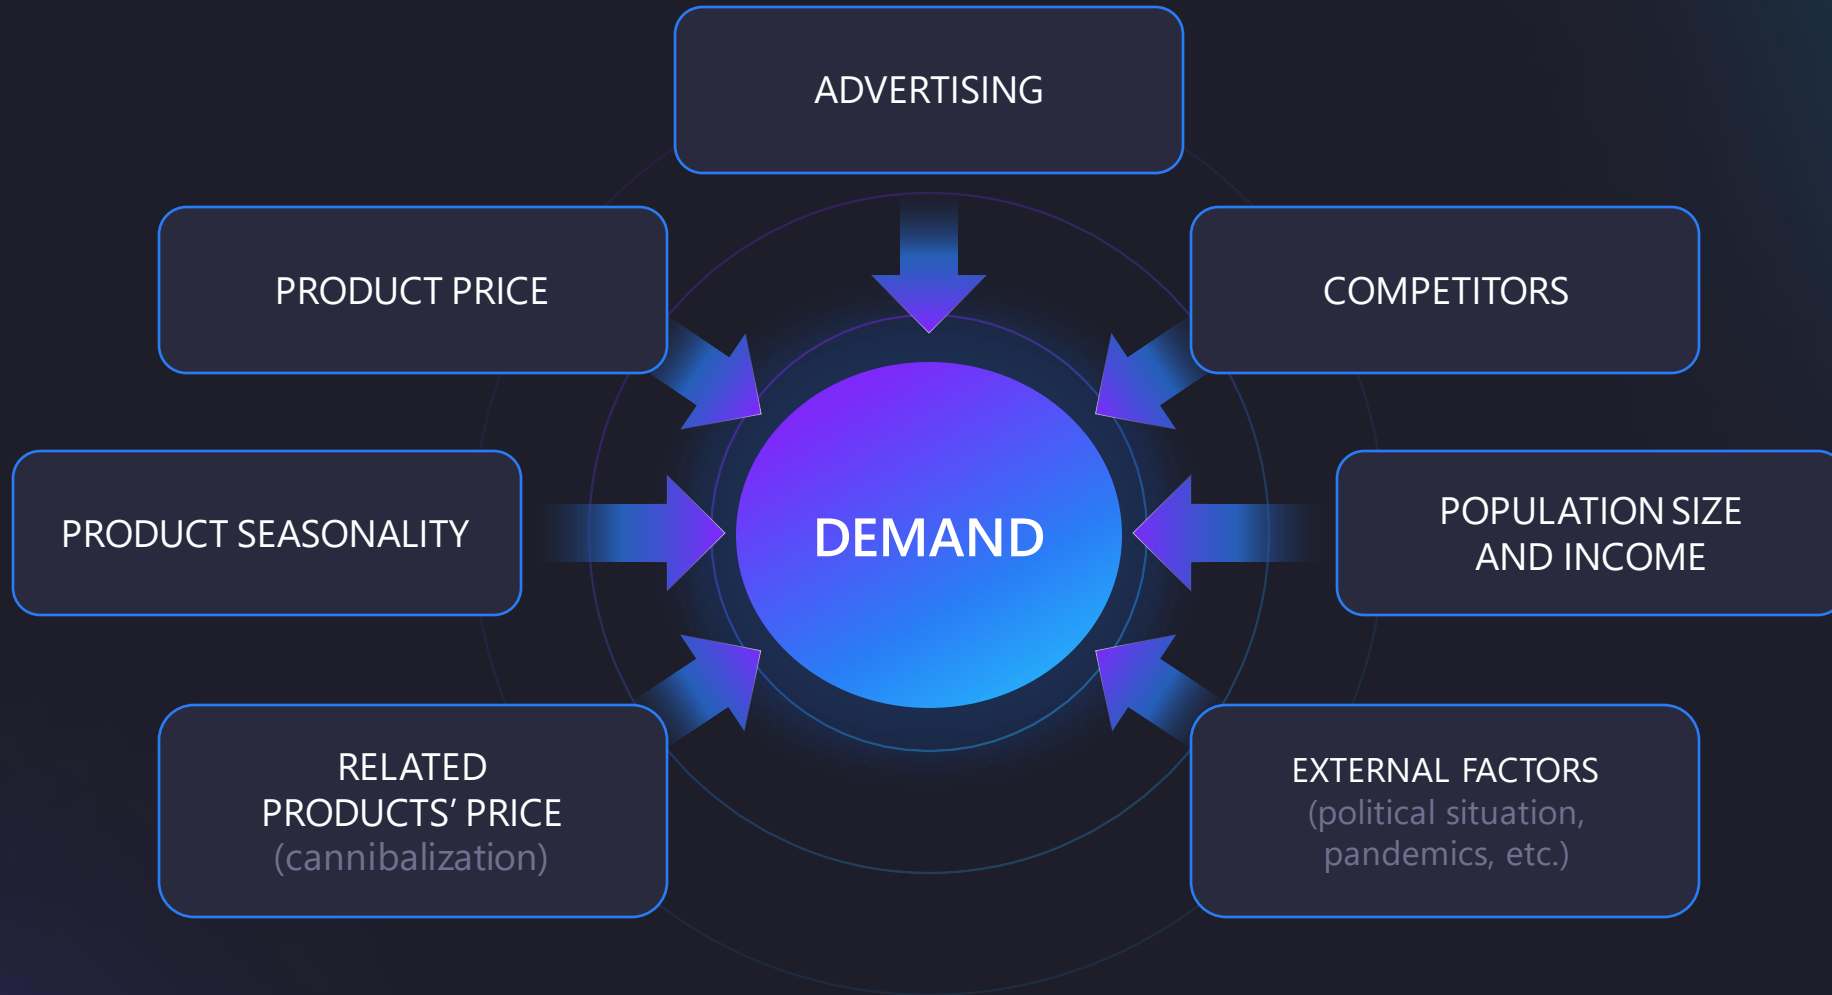 ADVERTISING
PRODUCT PRICE
COMPETITORS
PRODUCT SEASONALITY
DEMAND
POPULATION SIZE
AND INCOME
RELATED
PRODUCTS’ PRICE
(cannibalization)
EXTERNAL FACTORS
(political situation,
pandemics, etc.)